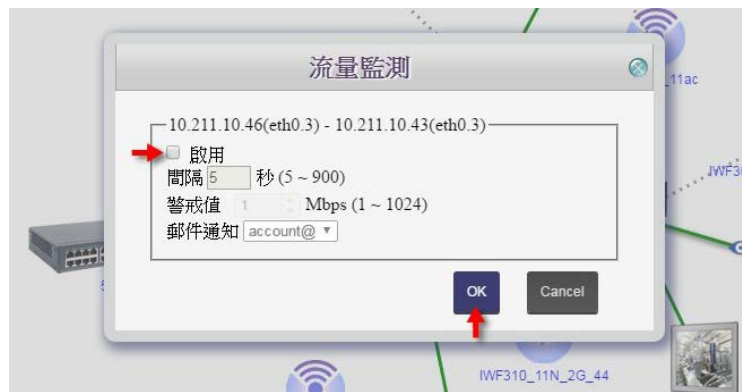 流量監測
11ac
10.211.10.46(eth0.3) - 10.211.10.43(eth0.3)
啟用
間隔 5 秒 (5 ~ 900)
警戒值 1 Mbps (1 ~ 1024)
郵件通知 account@
OK Cancel
IWF310_11N_2G_44